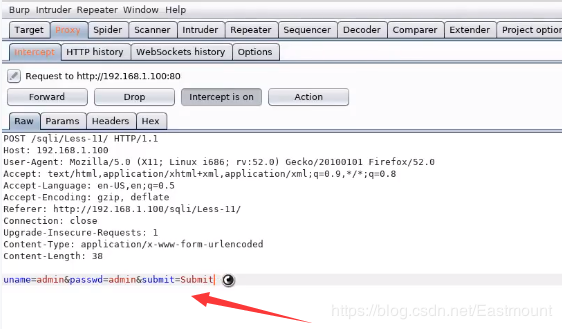 Burp Intruder Repeater Window Help
Target Proxy Spider Scanner Intruder Repeater Sequencer Decoder Comparer Extender Project option
Intercept HTTP history WebSockets history Options
Request to http://192.168.1.100:80
Forward Drop Intercept is on Action
Raw Params Headers Hex
POST /sqli/Less-11/ HTTP/1.1
Host: 192.168.1.100
User-Agent: Mozilla/5.0 (X11; Linux i686; rv:52.0) Gecko/20100101 Firefox/52.0
Accept: text/html,application/xhtml+xml,application/xml;q=0.9,*/*;q=0.8
Accept-Language: en-US,en;q=0.5
Accept-Encoding: gzip, deflate
Referer: http://192.168.1.100/sqli/Less-11/
Connection: close
Upgrade-Insecure-Requests: 1
Content-Type: application/x-www-form-urlencoded
Content-Length: 38
uname=admin&passwd=admin&submit=Submit
https://blog.csdn.net/Eastmount